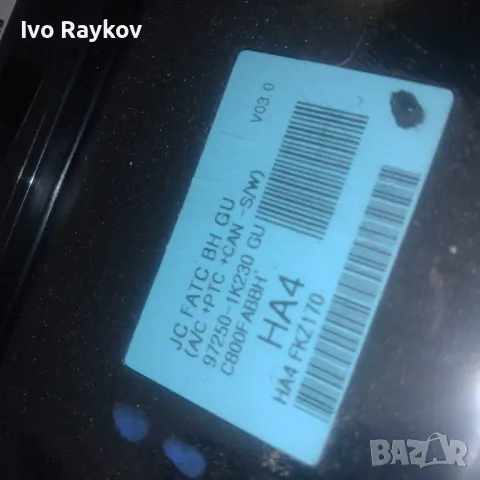 Ivo Raykov
V03.0
JC FATC BH GU
(A/C +PTC +CAN -S/W)
97250-1K230 GU
C800FABBH
HA4
HA4 FKZ170
BAZAR